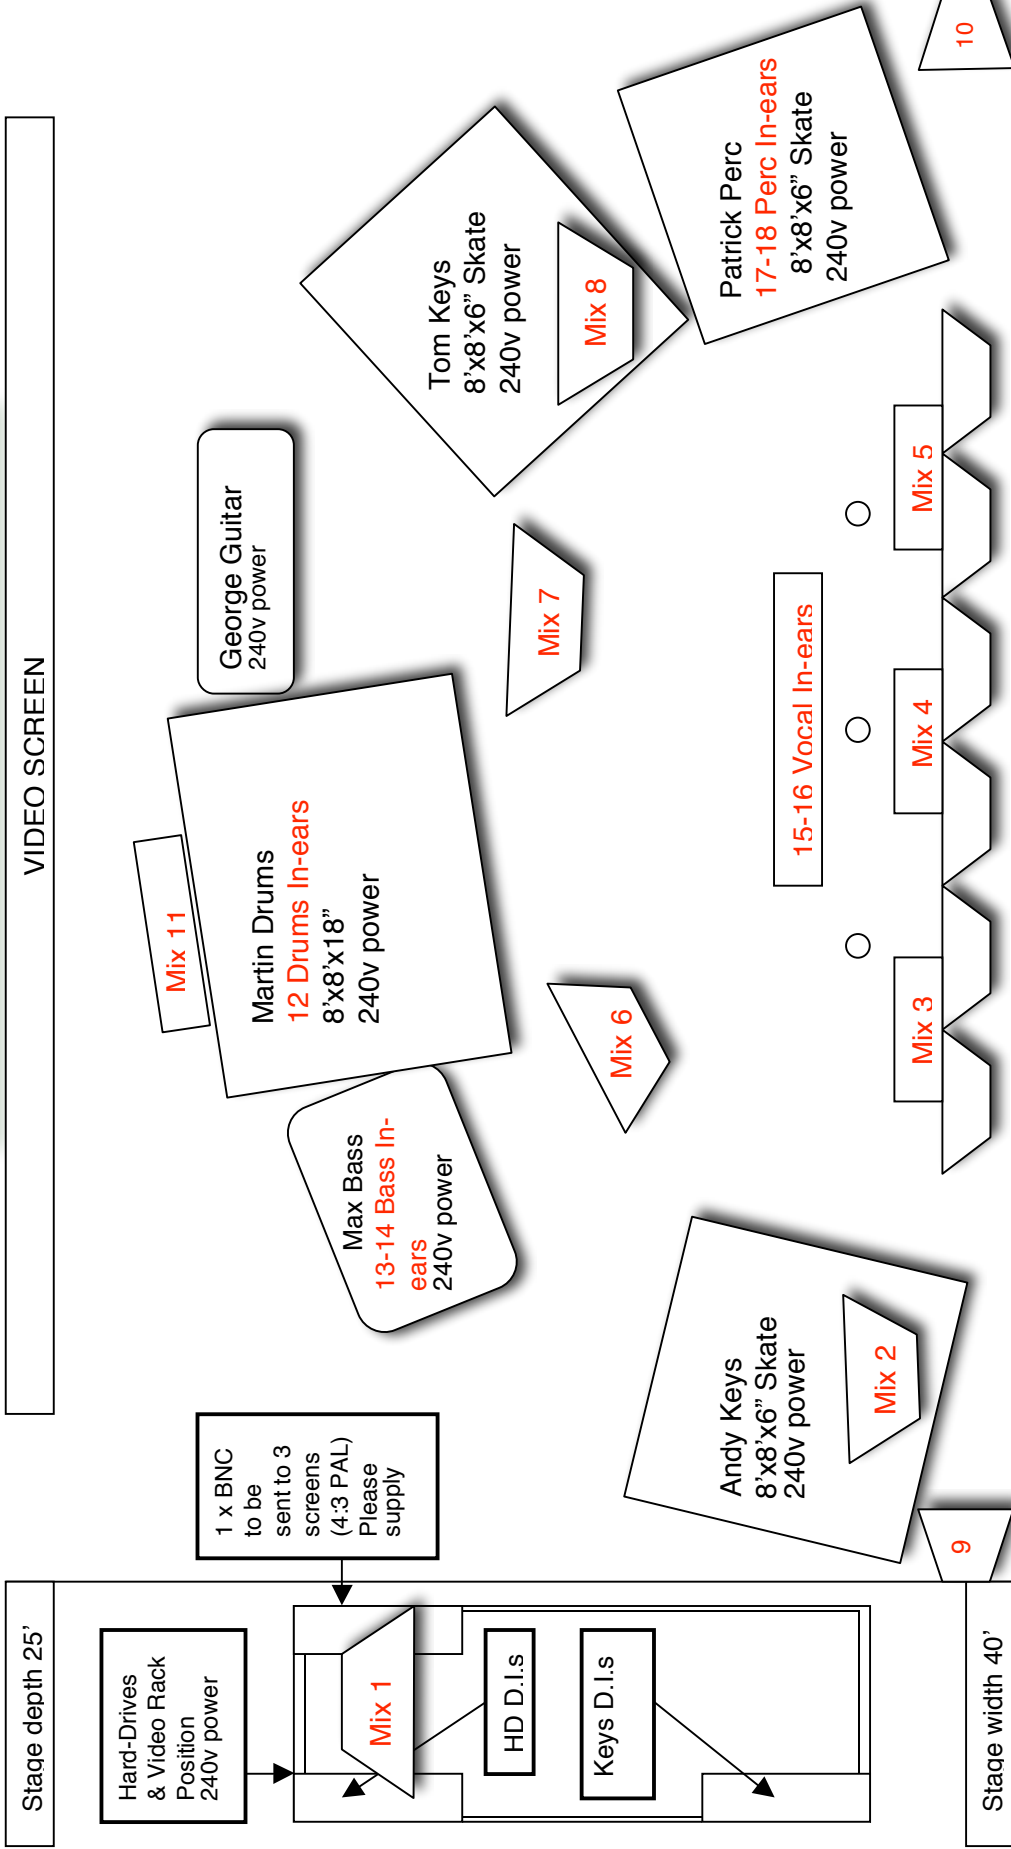 VIDEO SCREEN
Stage depth 25'
Hard-Drives
& Video Rack
Position
240v power
1 x BNC
to be
sent to 3
screens
(4:3 PAL)
Please
supply
Mix 1
HD D.I.s
Keys D.I.s
Stage width 40'
Max Bass
13-14 Bass In-
ears
240v power
Mix 11
Martin Drums
12 Drums In-ears
8'x8'x18”
240v power
George Guitar
240v power
Tom Keys
8'x8'x6” Skate
240v power
Mix 8
Patrick Perc
17-18 Perc In-ears
8'x8'x6” Skate
240v power
10
Mix 7
Mix 6
Andy Keys
8'x8'x6” Skate
240v power
Mix 2
9
15-16 Vocal In-ears
Mix 3
Mix 4
Mix 5